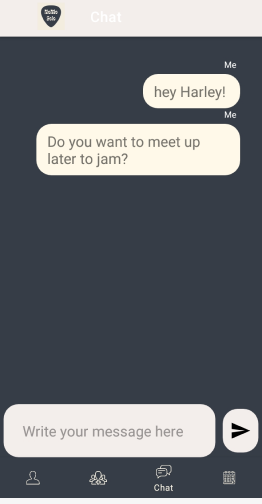 Chat
Me
hey Harley!
Me
Do you want to meet up
later to jam?
Write your message here
Chat